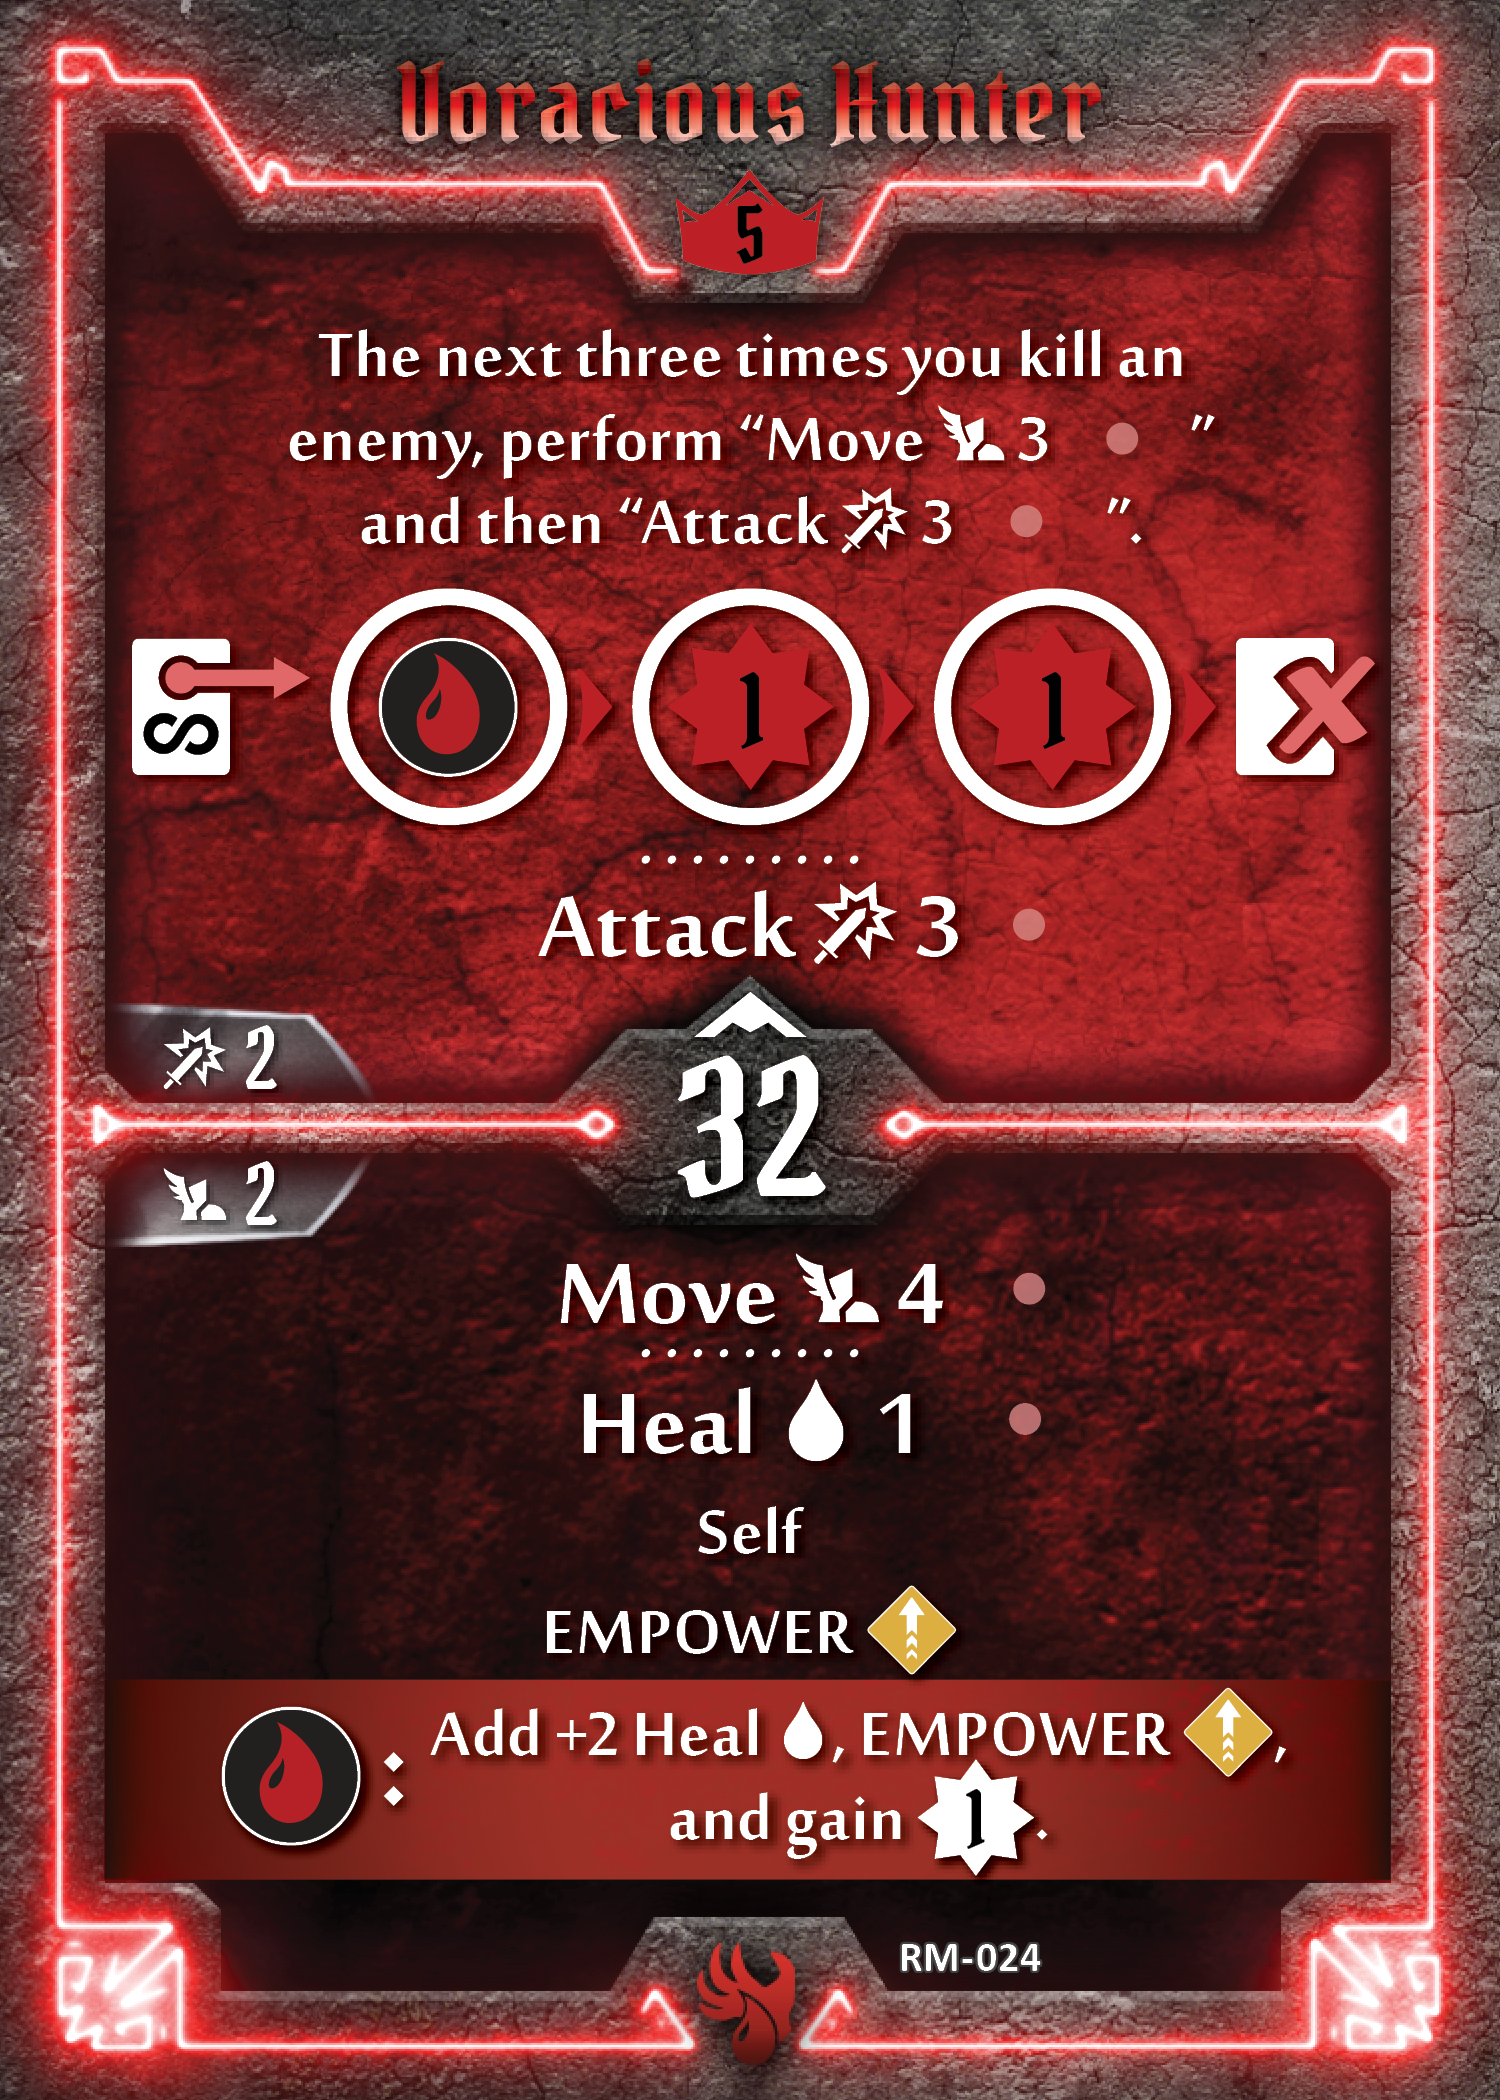 Voracious Hunter
5
The next three times you kill an
enemy, perform “Move 3 ”
and then “Attack 3 ”.
1 1
Attack 3
2
32
2
Move 4
Heal 1
Self
EMPOWER
: Add +2 Heal , EMPOWER ,
and gain 1.
RM-024